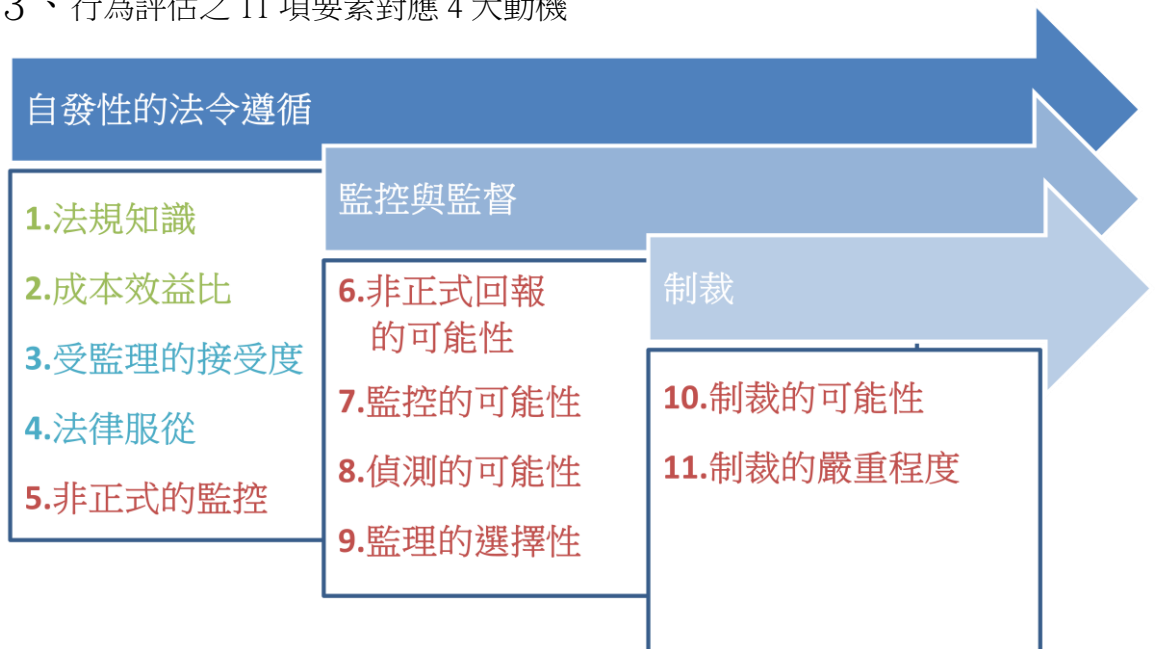 3、行為評估之 11 項要素對應 4 大動機
自發性的法令遵循
1.法規知識
2.成本效益比
3.受監理的接受度
4.法律服從
5.非正式的監控
監控與監督
6.非正式回報
的可能性
7.監控的可能性
8.偵測的可能性
9.監理的選擇性
制裁
10.制裁的可能性
11.制裁的嚴重程度